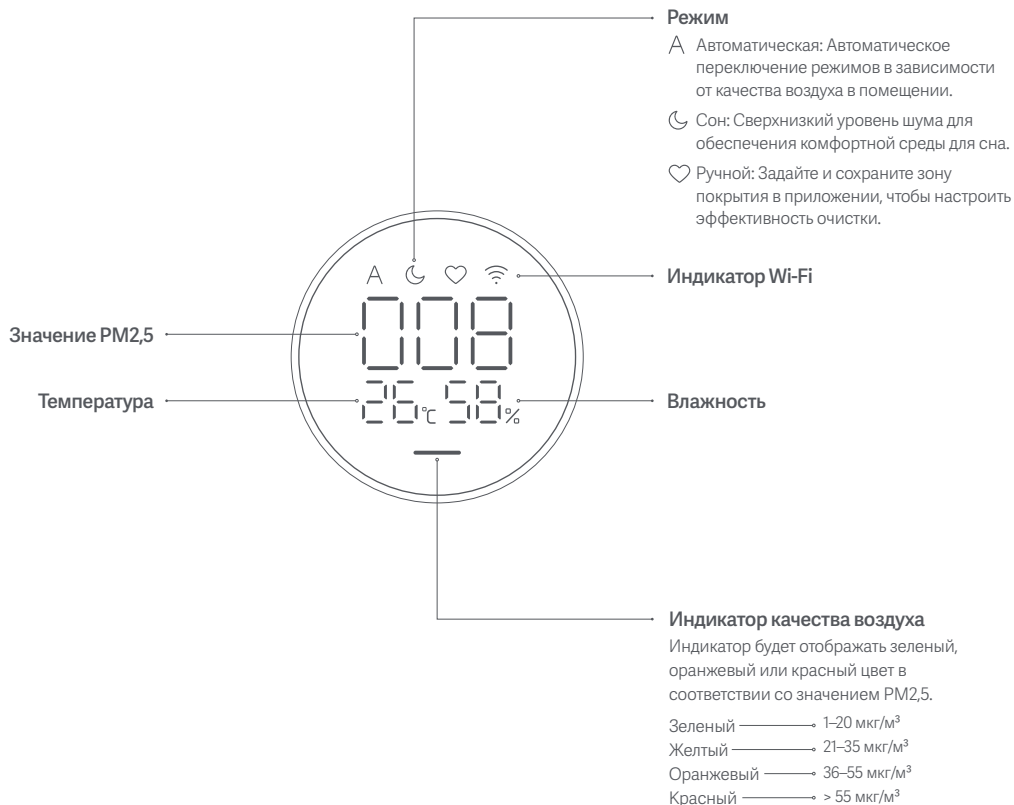 Режим
A Автоматическая: Автоматическое
переключение режимов в зависимости
от качества воздуха в помещении.
Сон: Сверхнизкий уровень шума для
обеспечения комфортной среды для сна.
Ручной: Задайте и сохраните зону
покрытия в приложении, чтобы настроить
эффективность очистки.
A
Индикатор Wi-Fi
008
Значение PM2,5
Температура
26 °C 58 %
Влажность
Индикатор качества воздуха
Индикатор будет отображать зеленый,
оранжевый или красный цвет в
соответствии со значением PM2,5.
Зеленый 1–20 мкг/м³
Желтый 21–35 мкг/м³
Оранжевый 36–55 мкг/м³
Красный > 55 мкг/м³